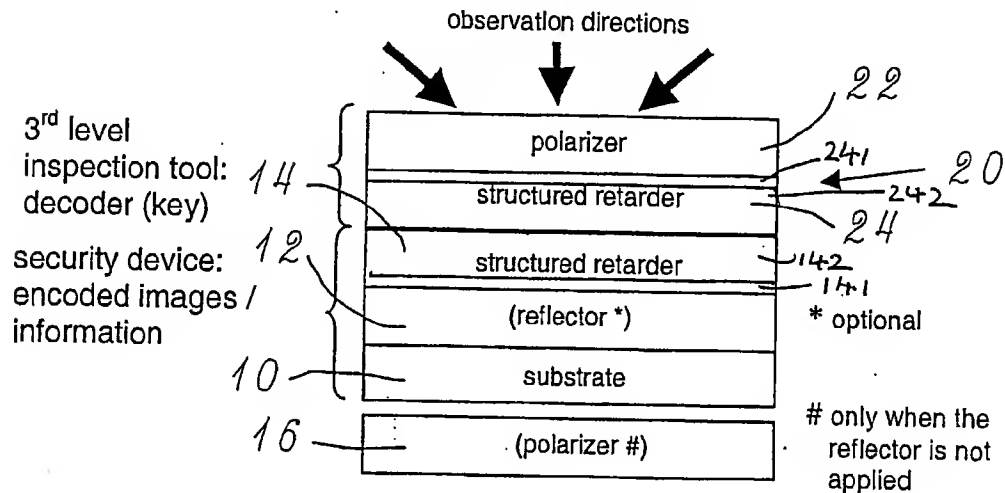 observation directions
22
3rd level
inspection tool:
decoder (key)
14
polarizer
241
20
structured retarder
242
24
security device:
encoded images /
information
12
structured retarder
142
141
(reflector *)
* optional
10
substrate
16
(polarizer #)
# only when the
reflector is not
applied